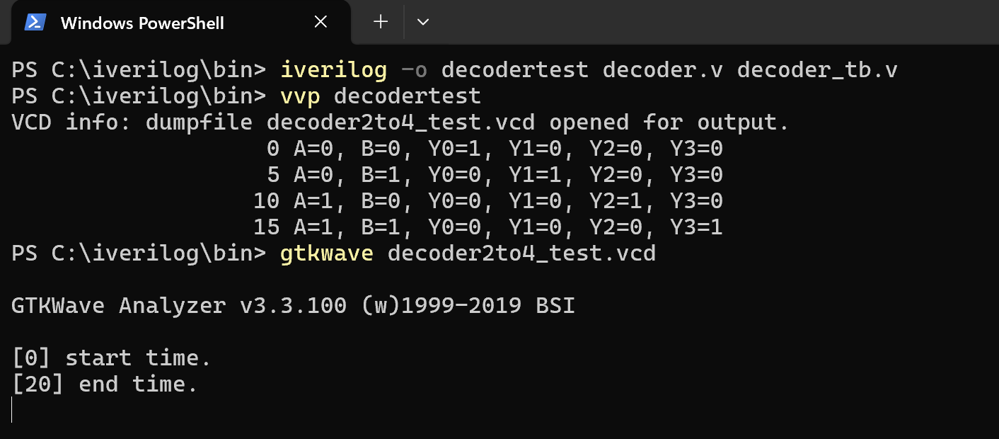 Windows PowerShell
PS C:\iverilog\bin> iverilog -o decodertest decoder.v decoder_tb.v
PS C:\iverilog\bin> vvp decodertest
VCD info: dumpfile decoder2to4_test.vcd opened for output.
0 A=0, B=0, Y0=1, Y1=0, Y2=0, Y3=0
5 A=0, B=1, Y0=0, Y1=1, Y2=0, Y3=0
10 A=1, B=0, Y0=0, Y1=0, Y2=1, Y3=0
15 A=1, B=1, Y0=0, Y1=0, Y2=0, Y3=1
PS C:\iverilog\bin> gtkwave decoder2to4_test.vcd
GTKWave Analyzer v3.3.100 (w)1999-2019 BSI
[0] start time.
[20] end time.